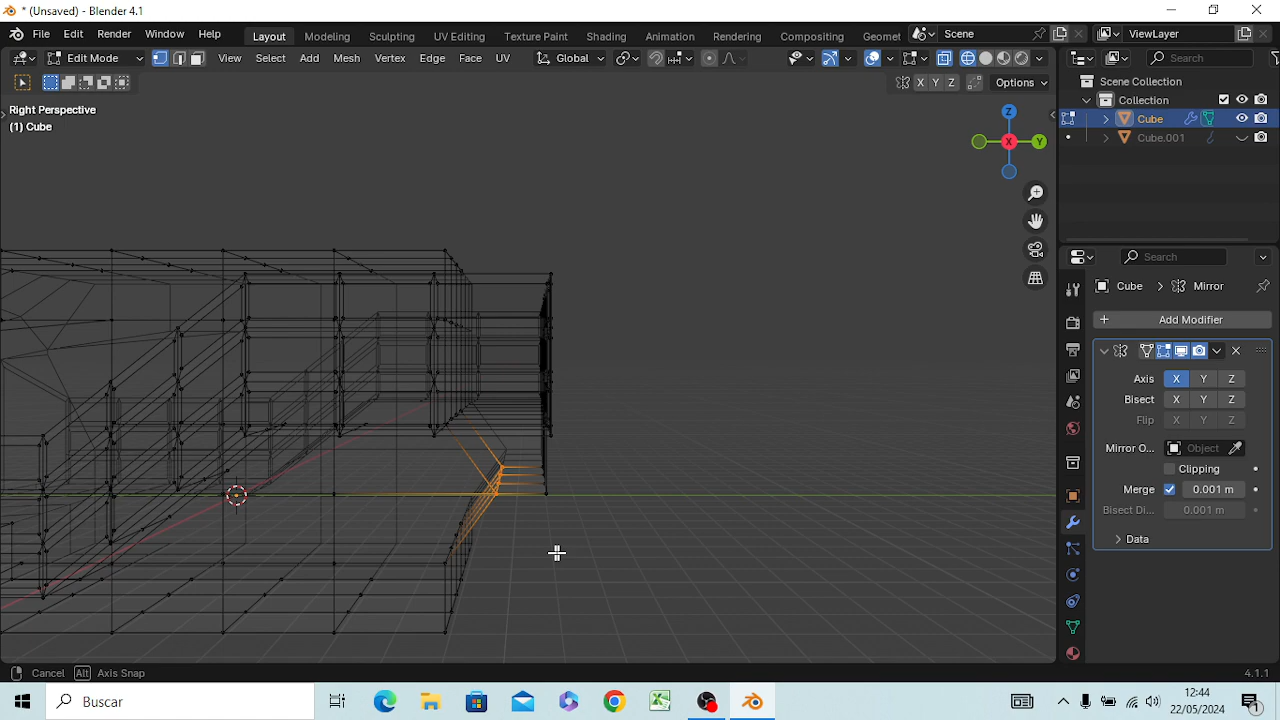 * (Unsaved) - Blender 4.1
File Edit Render Window Help Layout Modeling Sculpting UV Editing Texture Paint Shading Animation Rendering Compositing Geomet Scene ViewLayer
Edit Mode View Select Add Mesh Vertex Edge Face UV Global Search
X Y Z Options
Right Perspective
(1) Cube
Z
X
Y
Scene Collection
Collection
Cube
Cube.001
Search
Cube > Mirror
+ Add Modifier
Axis X Y Z
Bisect X Y Z
Flip X Y Z
Mirror O... Object
Clipping
Merge 0.001 m
Bisect Di... 0.001 m
> Data
Cancel Alt Axis Snap 4.1.1
Buscar
12:44
22/05/2024
1